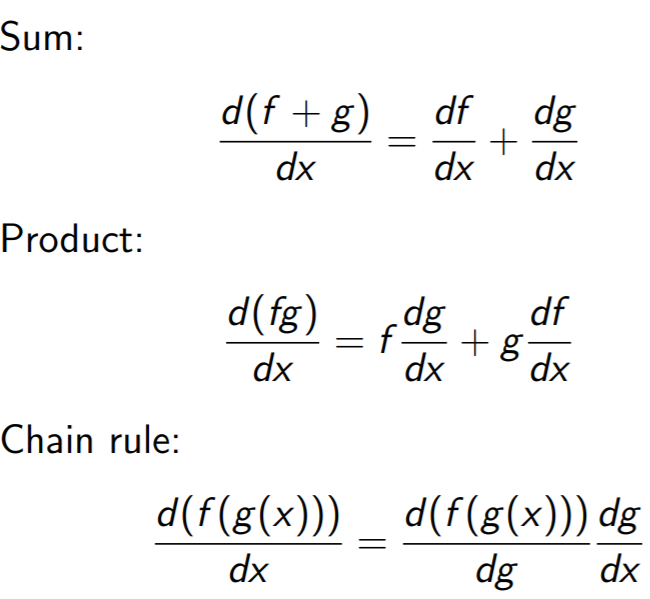 Sum:
d(f + g)/dx = df/dx + dg/dx
Product:
d(fg)/dx = f dg/dx + g df/dx
Chain rule:
d(f(g(x)))/dx = d(f(g(x)))/dg dg/dx